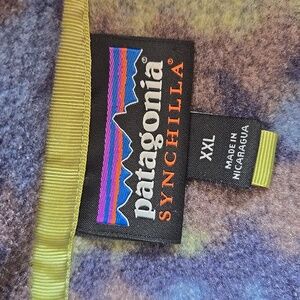 patagonia®
SYNCHILLA®
XXL
MADE IN
NICARAGUA